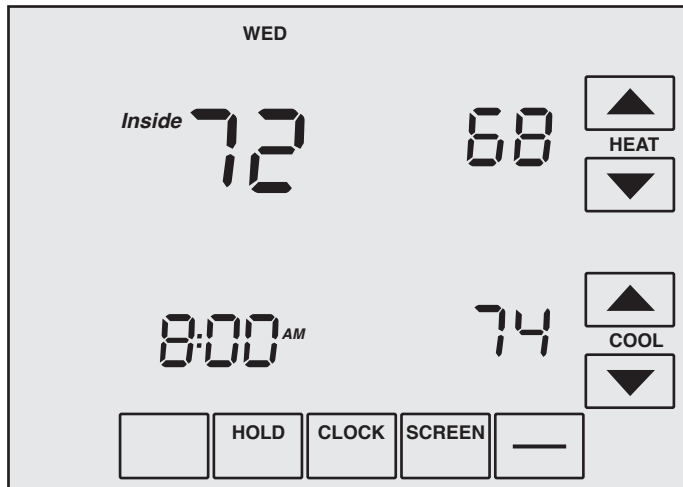 WED
Inside 72
68
HEAT
8:00 AM
74
COOL
HOLD CLOCK SCREEN